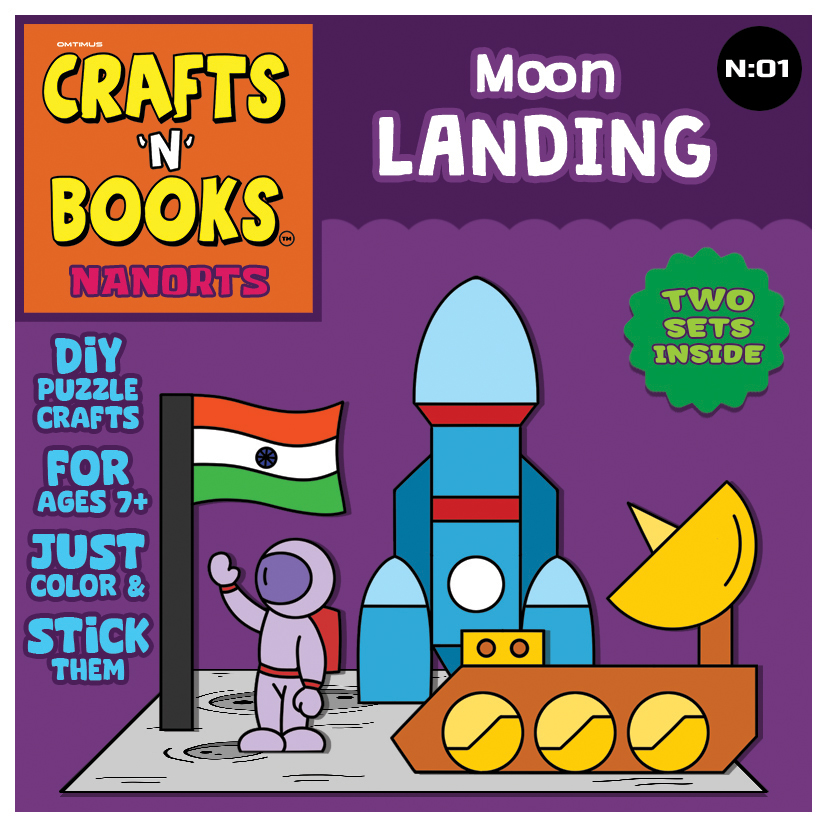 OMTIMUS
CRAFTS
'N'
BOOKS
TM
NANORTS
Moon
LANDING
N:01
TWO
SETS
INSIDE
DiY
PUZZLE
CRAFTS
FOR
AGES 7+
JUST
COLOR &
STiCK
THEM